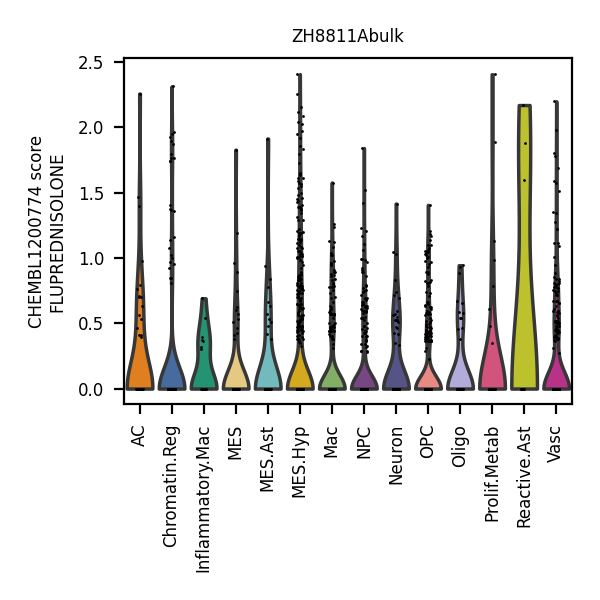 ZH8811Abulk
CHEMBL1200774 score
FLUPREDNISOLONE
2.5
2.0
1.5
1.0
0.5
0.0
AC
Chromatin.Reg
Inflammatory.Mac
MES
MES.Ast
MES.Hyp
Mac
NPC
Neuron
OPC
Oligo
Prolif.Metab
Reactive.Ast
Vasc